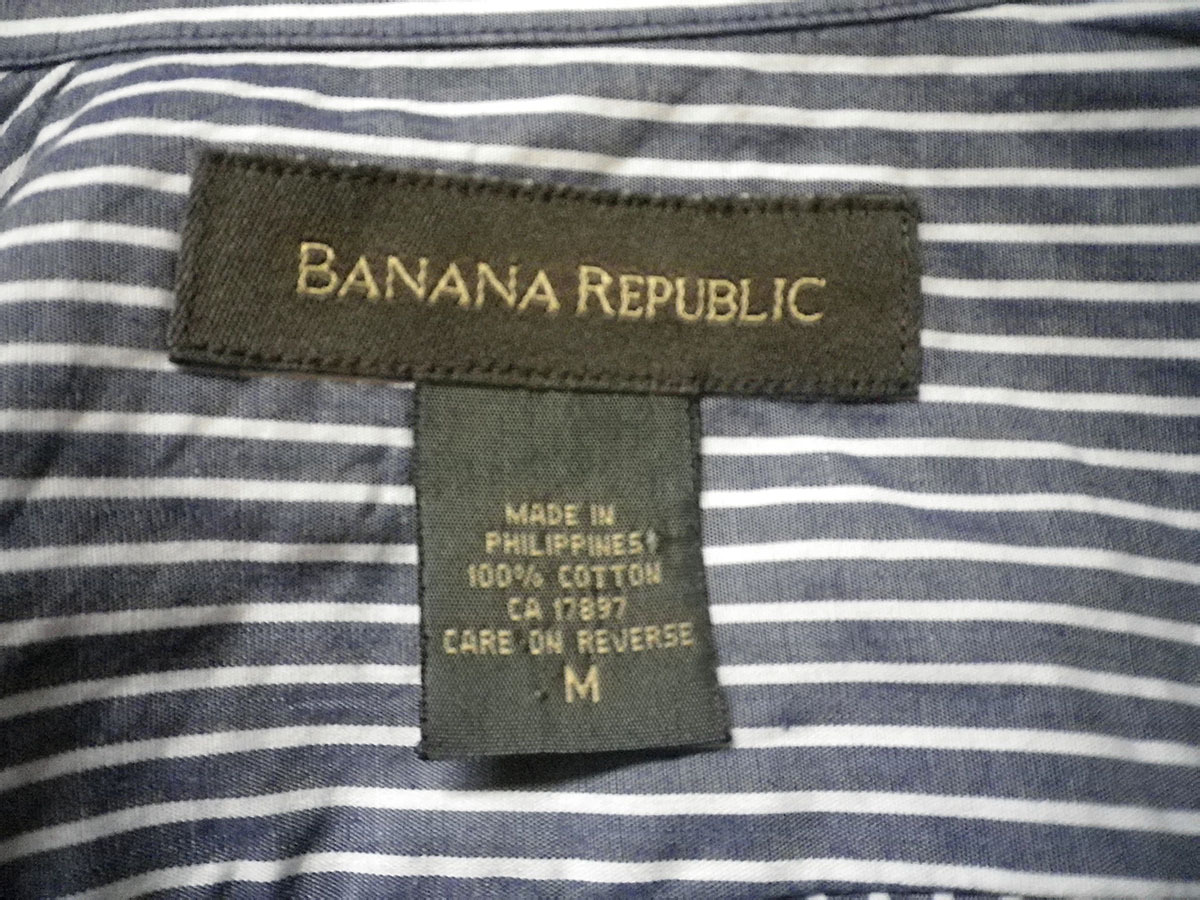 BANANA REPUBLIC
MADE IN
PHILIPPINES
100% COTTON
CA 17897
CARE ON REVERSE
M